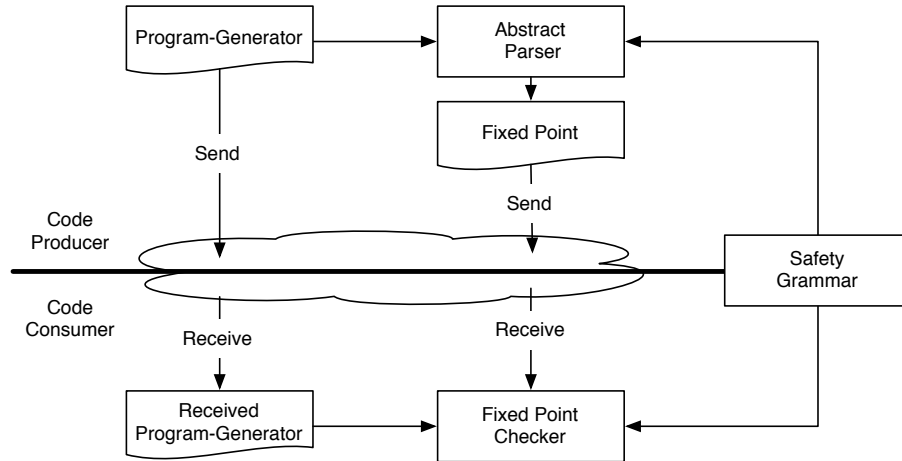 Program-Generator
Abstract
Parser
Fixed Point
Send
Send
Code
Producer
Safety
Grammar
Code
Consumer
Receive
Receive
Received
Program-Generator
Fixed Point
Checker